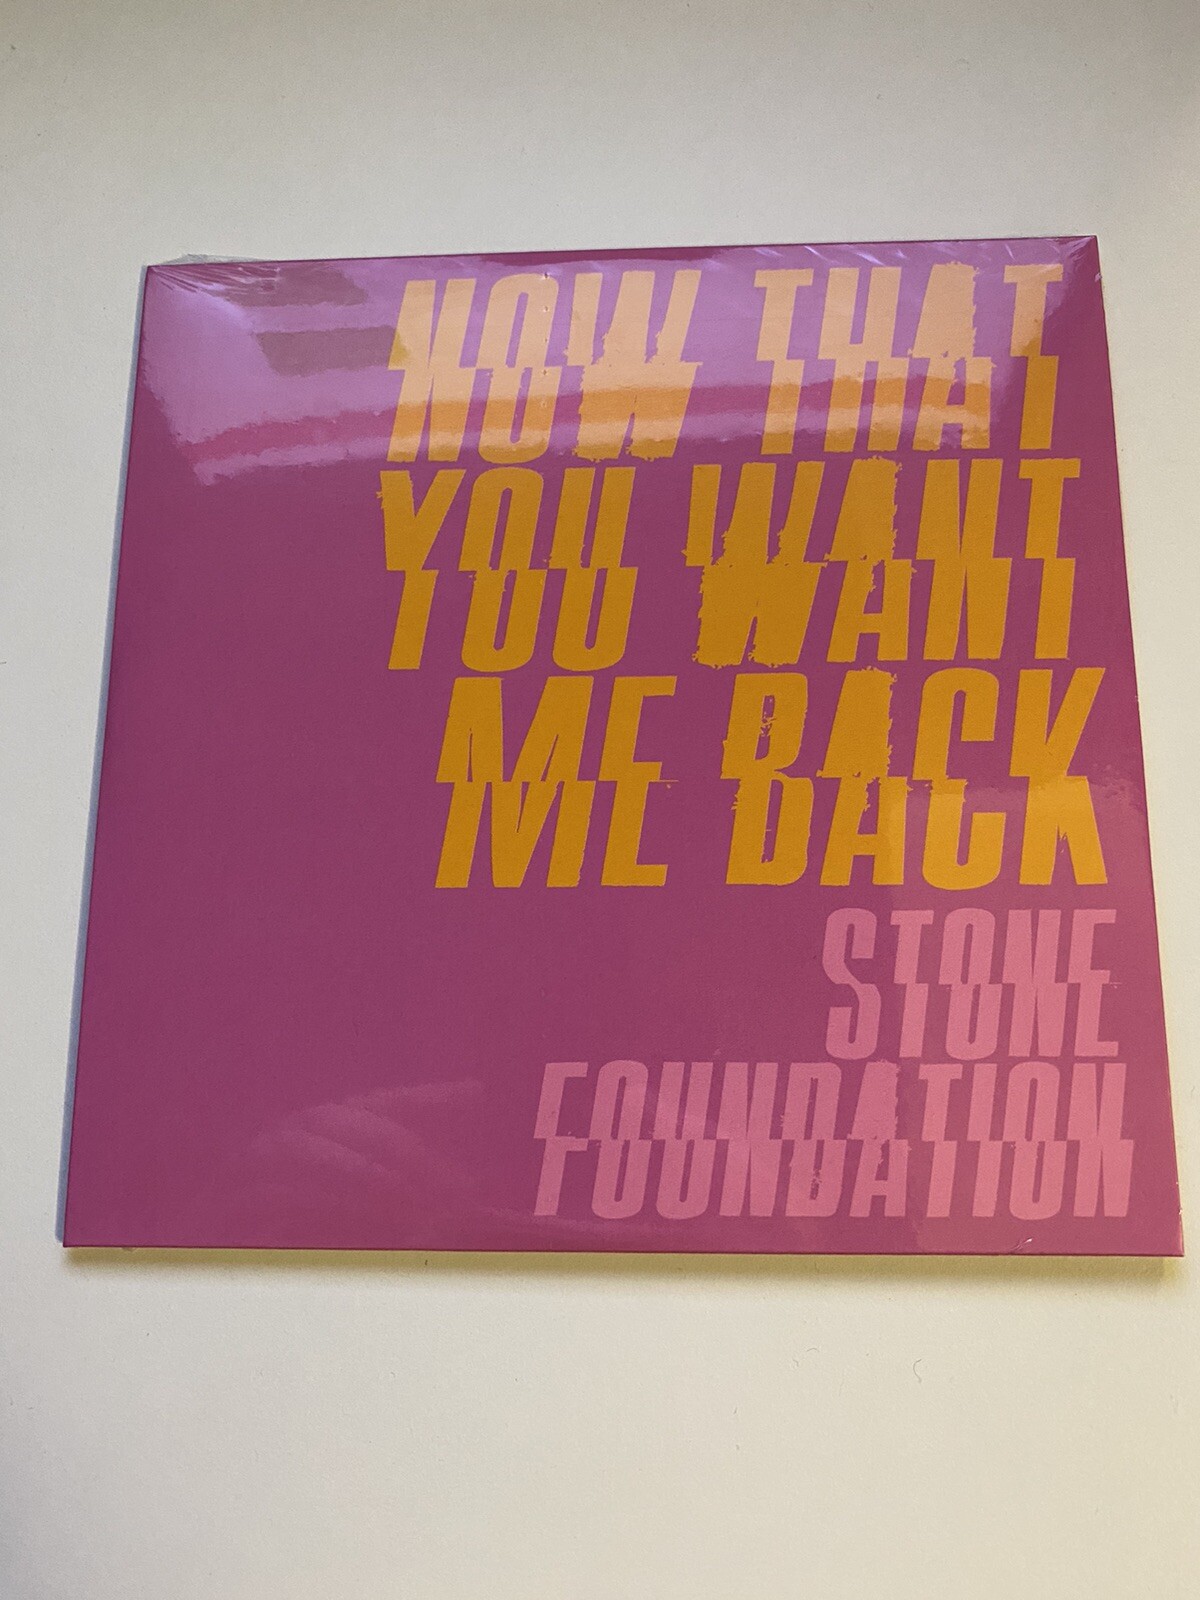 NOW THAT
YOU WANT
ME BACK
STONE
FOUNDATION